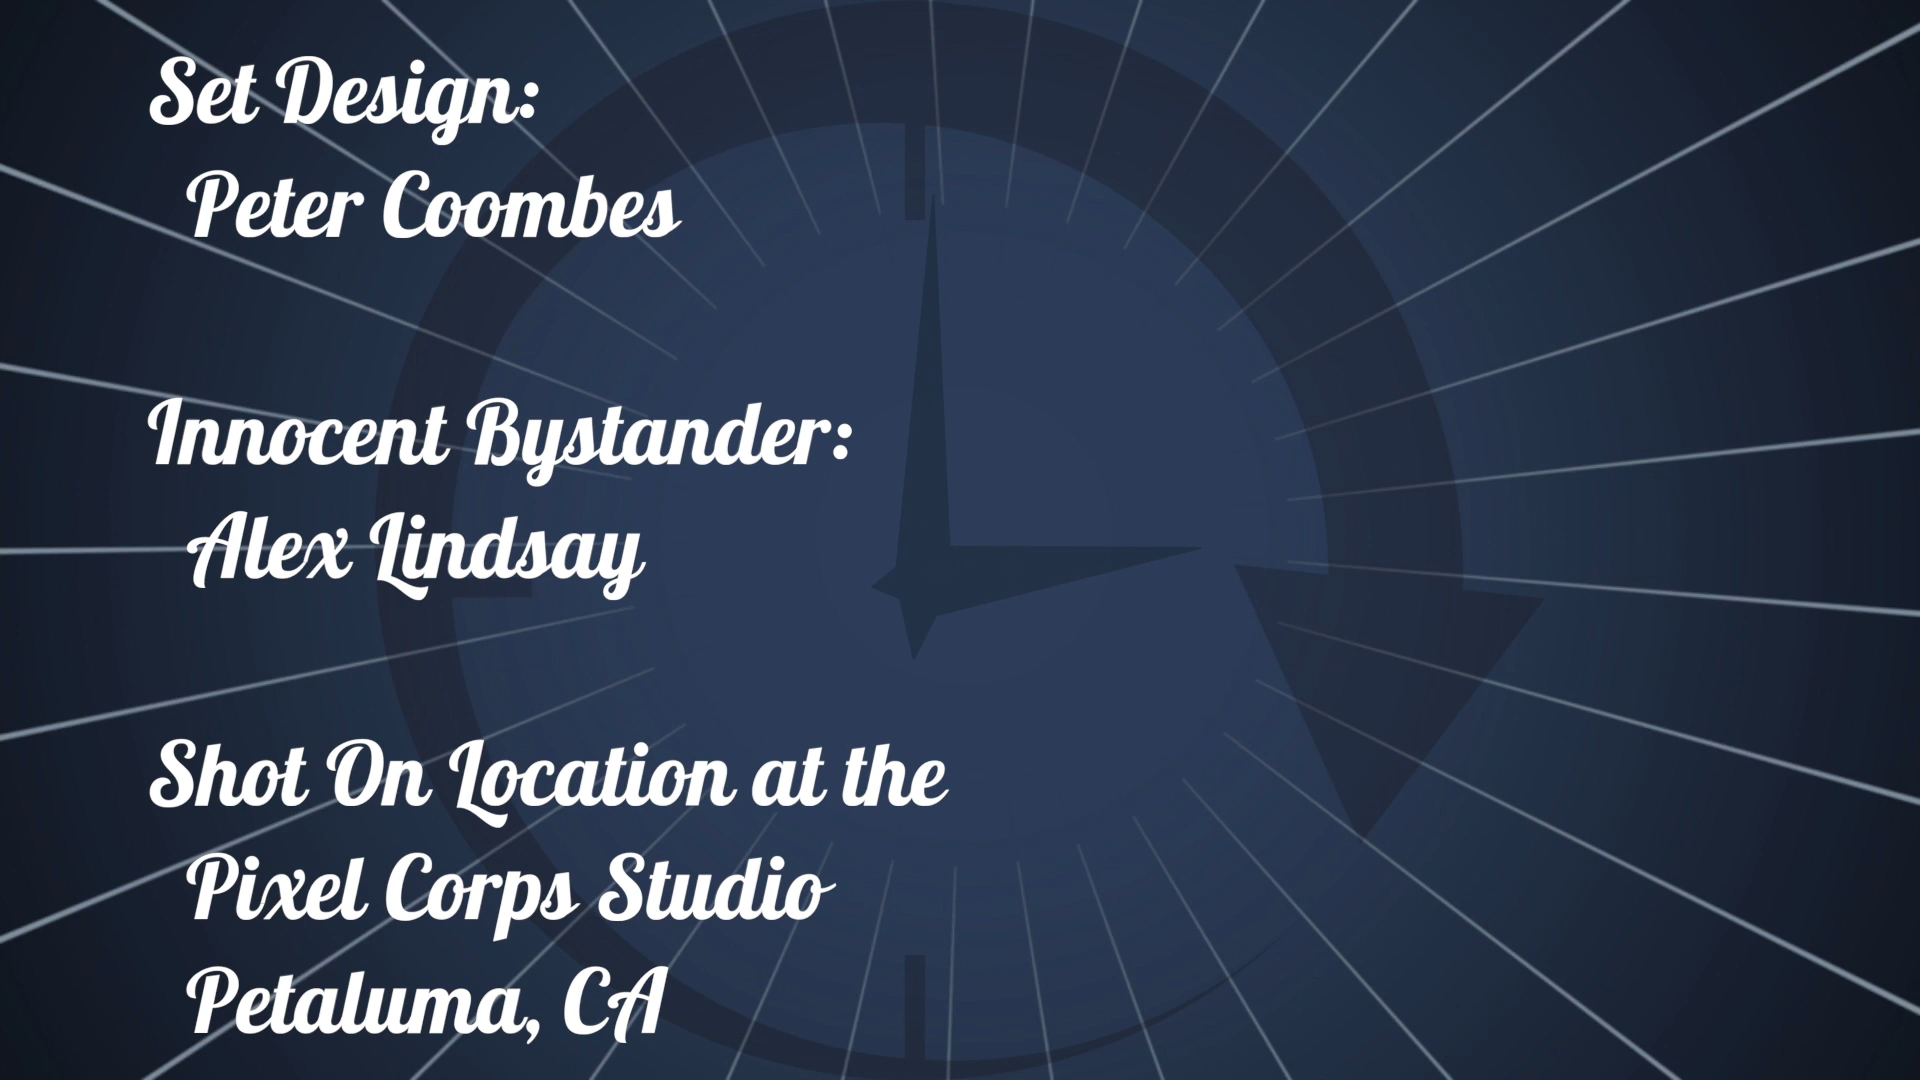 Set Design:
Peter Coombes
Innocent Bystander:
Alex Lindsay
Shot On Location at the
Pixel Corps Studio
Petaluma, CA